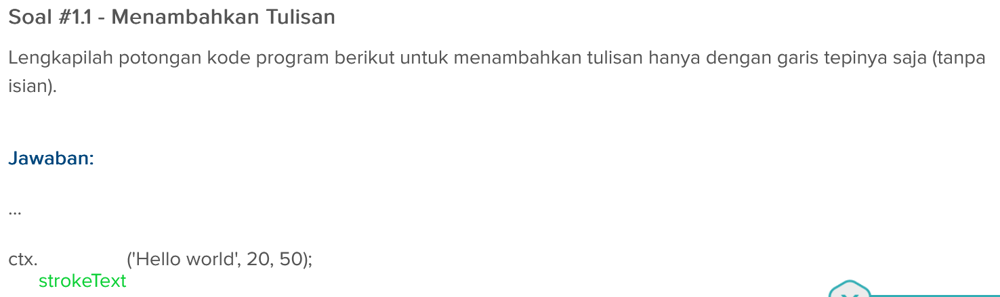 Soal #1.1 - Menambahkan Tulisan
Lengkapilah potongan kode program berikut untuk menambahkan tulisan hanya dengan garis tepinya saja (tanpa
isian).
Jawaban:
...
ctx. ('Hello world', 20, 50);
strokeText